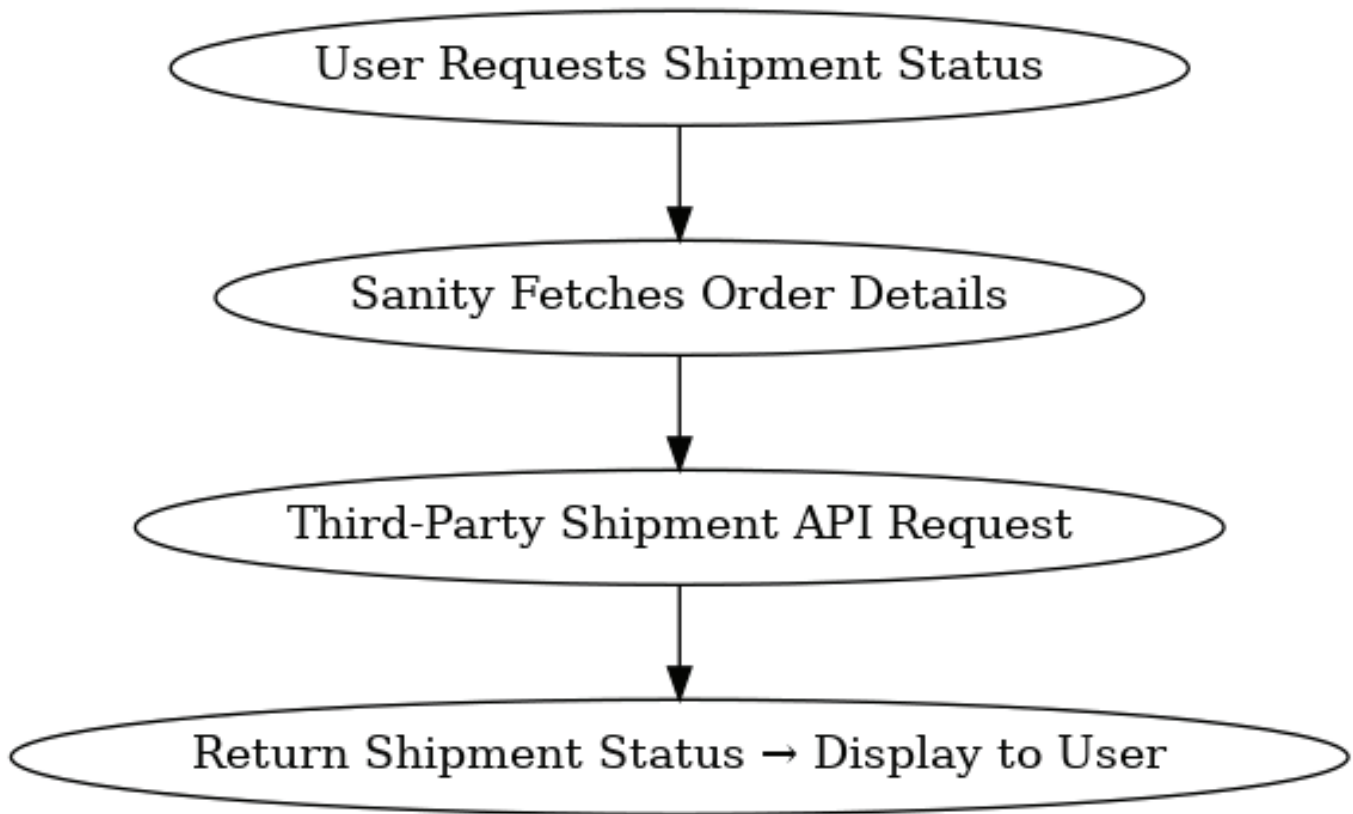 User Requests Shipment Status
Sanity Fetches Order Details
Third-Party Shipment API Request
Return Shipment Status → Display to User